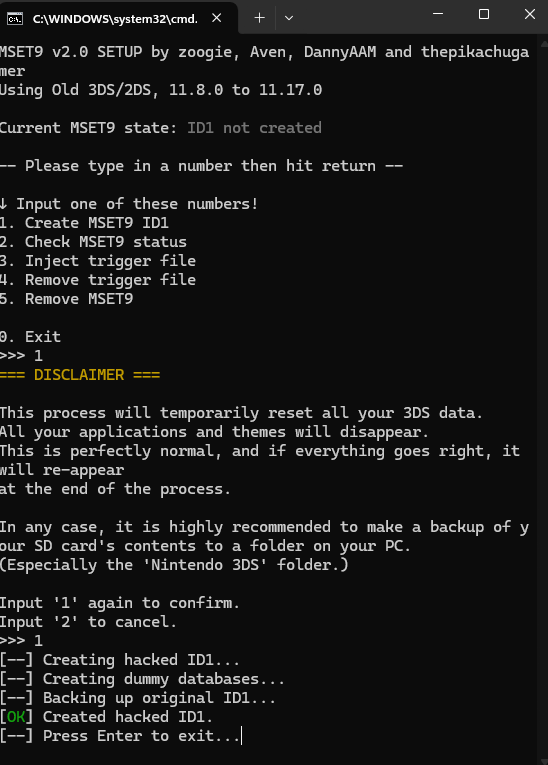 C:\WINDOWS\system32\cmd.
MSET9 v2.0 SETUP by zoogie, Aven, DannyAAM and thepikachuga
mer
Using Old 3DS/2DS, 11.8.0 to 11.17.0
Current MSET9 state: ID1 not created
-- Please type in a number then hit return --
↓ Input one of these numbers!
1. Create MSET9 ID1
2. Check MSET9 status
3. Inject trigger file
4. Remove trigger file
5. Remove MSET9
0. Exit
>>> 1
=== DISCLAIMER ===
This process will temporarily reset all your 3DS data.
All your applications and themes will disappear.
This is perfectly normal, and if everything goes right, it
will re-appear
at the end of the process.
In any case, it is highly recommended to make a backup of y
our SD card's contents to a folder on your PC.
(Especially the 'Nintendo 3DS' folder.)
Input '1' again to confirm.
Input '2' to cancel.
>>> 1
[--] Creating hacked ID1...
[--] Creating dummy databases...
[--] Backing up original ID1...
[OK] Created hacked ID1.
[--] Press Enter to exit...